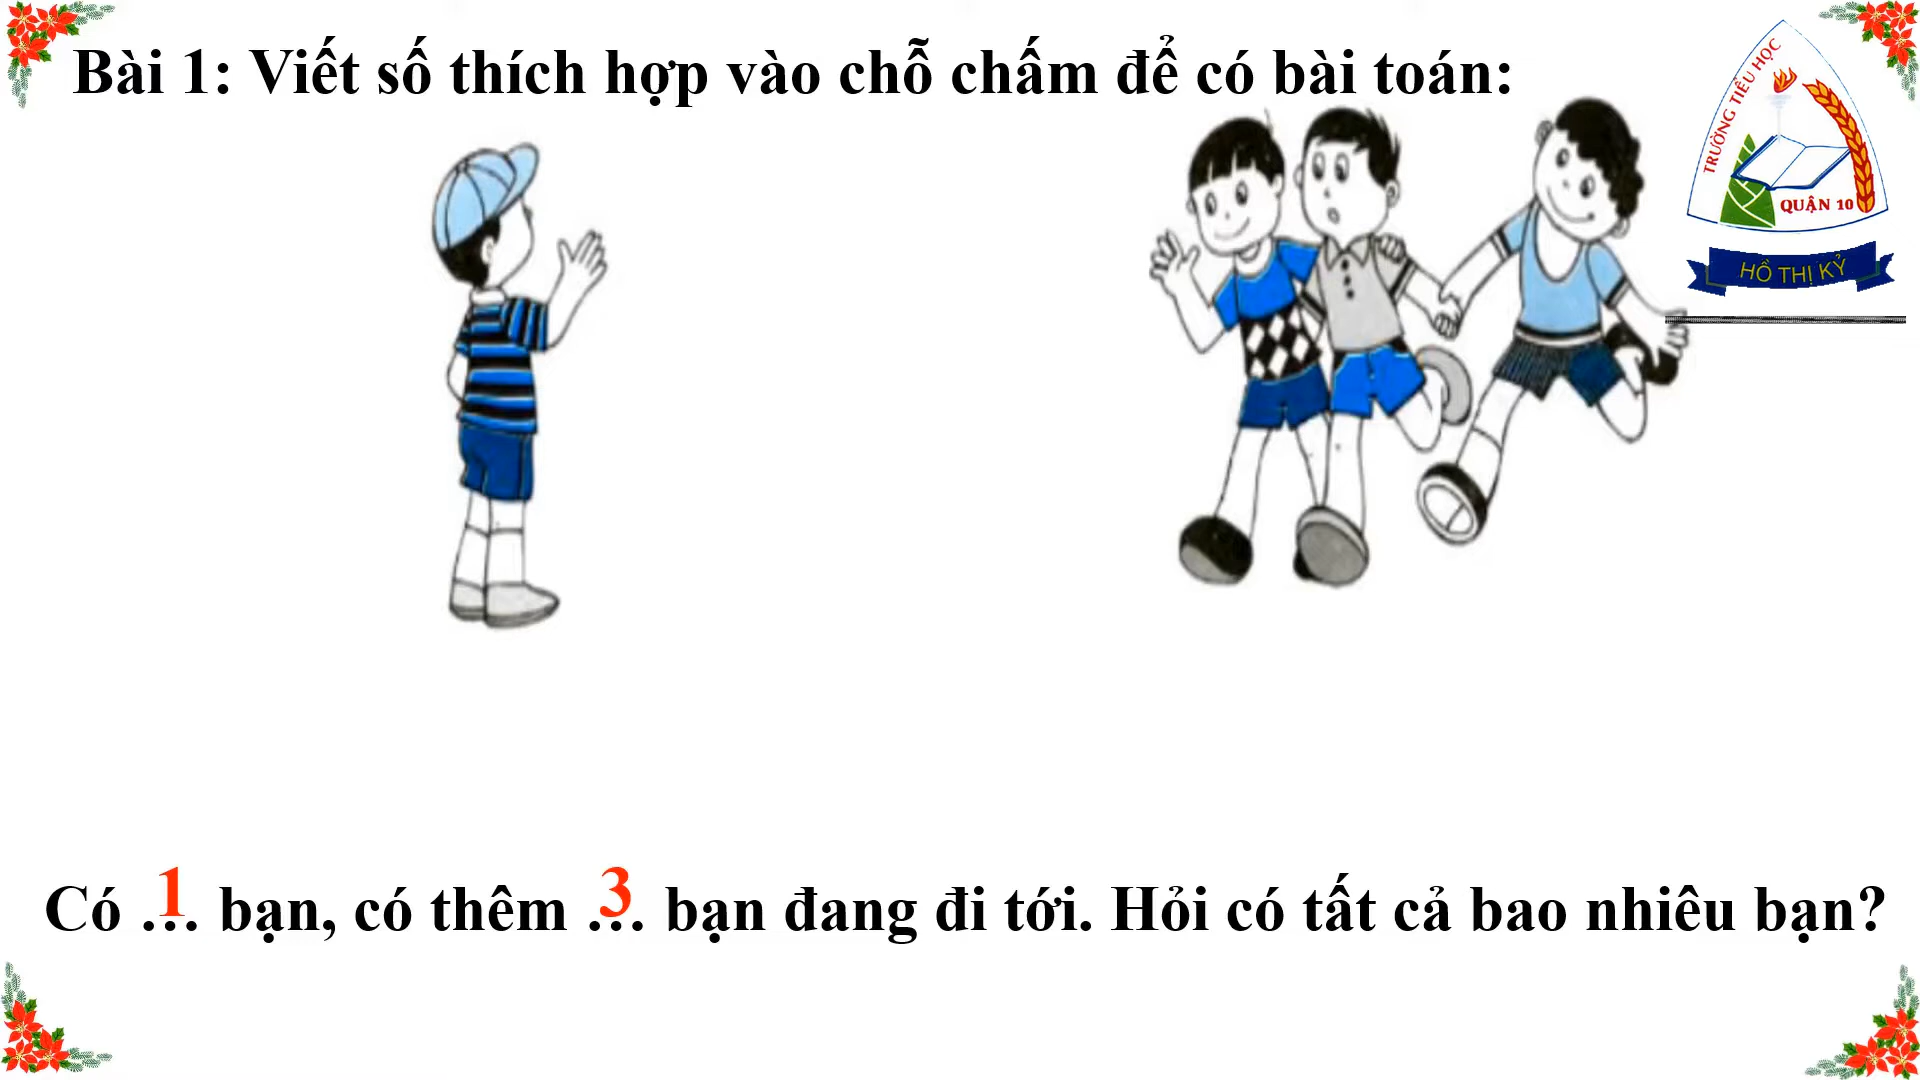 Bài 1: Viết số thích hợp vào chỗ chấm để có bài toán:
TRƯỜNG TIỂU HỌC
QUẬN 10
HỒ THỊ KỶ
Có 1... bạn, có thêm 3... bạn đang đi tới. Hỏi có tất cả bao nhiêu bạn?